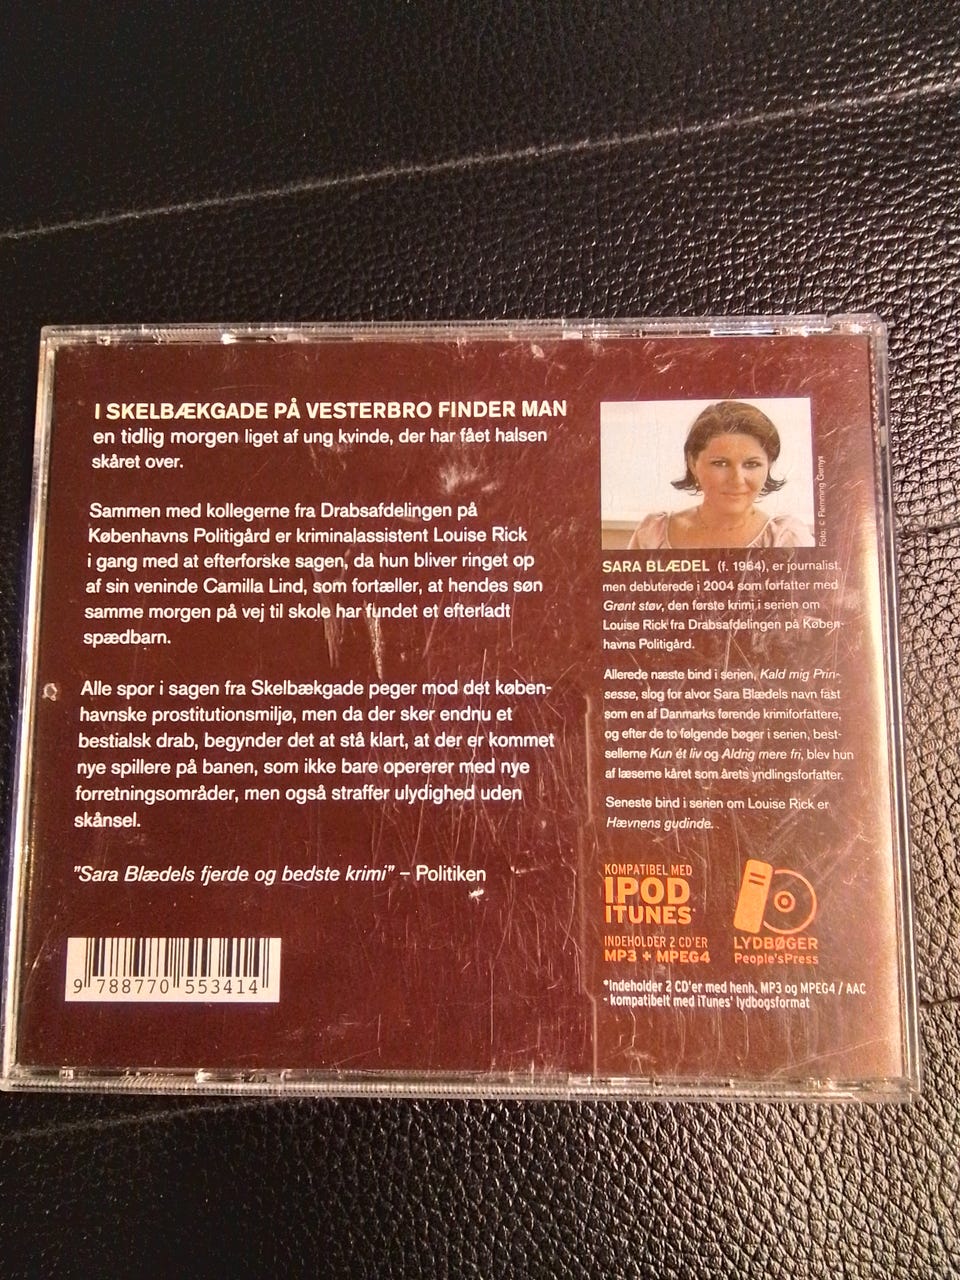 I SKELBÆKGADE PÅ VESTERBRO FINDER MAN
en tidlig morgen liget af ung kvinde, der har fået halsen
skåret over.
Sammen med kollegerne fra Drabsafdelingen på
Københavns Politigård er kriminalassistent Louise Rick
i gang med at efterforske sagen, da hun bliver ringet op
af sin veninde Camilla Lind, som fortæller, at hendes søn
samme morgen på vej til skole har fundet et efterladt
spædbarn.
Alle spor i sagen fra Skelbækgade peger mod det køben-
havnske prostitutionsmiljø, men da der sker endnu et
bestialsk drab, begynder det at stå klart, at der er kommet
nye spillere på banen, som ikke bare opererer med nye
forretningsområder, men også straffer ulydighed uden
skånsel.
"Sara Blædels fjerde og bedste krimi" – Politiken
9 788770 553414
Foto: © Flemming Gernyx
SARA BLÆDEL (f. 1964), er journalist,
men debuterede i 2004 som forfatter med
Grønt støv, den første krimi i serien om
Louise Rick fra Drabsafdelingen på Køben-
havns Politigård.
Allerede næste bind i serien, Kald mig Prin-
sesse, slog for alvor Sara Blædels navn fast
som en af Danmarks førende krimiforfattere,
og efter de to følgende bøger i serien, best-
sellerne Kun ét liv og Aldrig mere fri, blev hun
af læserne kåret som årets yndlingsforfatter.
Seneste bind i serien om Louise Rick er
Hævnens gudinde.
KOMPATIBEL MED
IPOD
ITUNES*
INDEHOLDER 2 CD'ER
MP3 + MPEG4
LYDBØGER
People'sPress
*Indeholder 2 CD'er med henh. MP3 og MPEG4 / AAC
- kompatibelt med iTunes' lydbogsformat